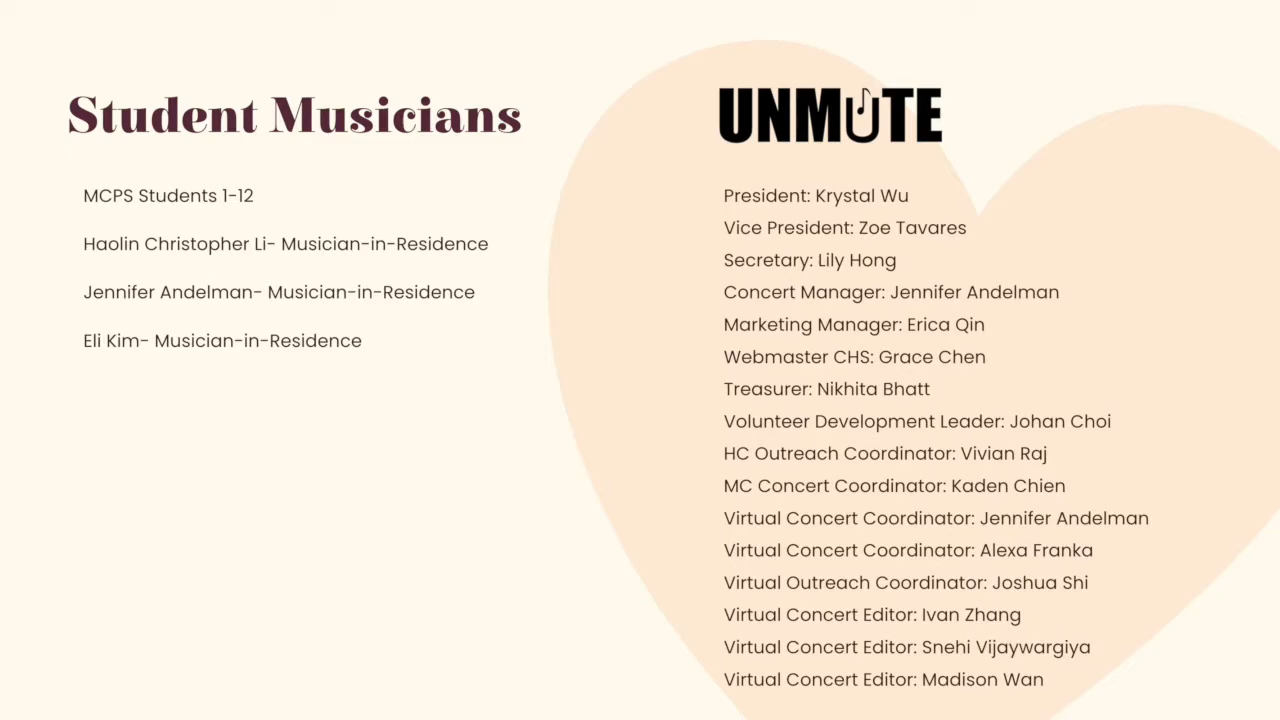 Student Musicians
MCPS Students 1-12
Haolin Christopher Li- Musician-in-Residence
Jennifer Andelman- Musician-in-Residence
Eli Kim- Musician-in-Residence
UNMUTE
President: Krystal Wu
Vice President: Zoe Tavares
Secretary: Lily Hong
Concert Manager: Jennifer Andelman
Marketing Manager: Erica Qin
Webmaster CHS: Grace Chen
Treasurer: Nikhita Bhatt
Volunteer Development Leader: Johan Choi
HC Outreach Coordinator: Vivian Raj
MC Concert Coordinator: Kaden Chien
Virtual Concert Coordinator: Jennifer Andelman
Virtual Concert Coordinator: Alexa Franka
Virtual Outreach Coordinator: Joshua Shi
Virtual Concert Editor: Ivan Zhang
Virtual Concert Editor: Snehi Vijaywargiya
Virtual Concert Editor: Madison Wan